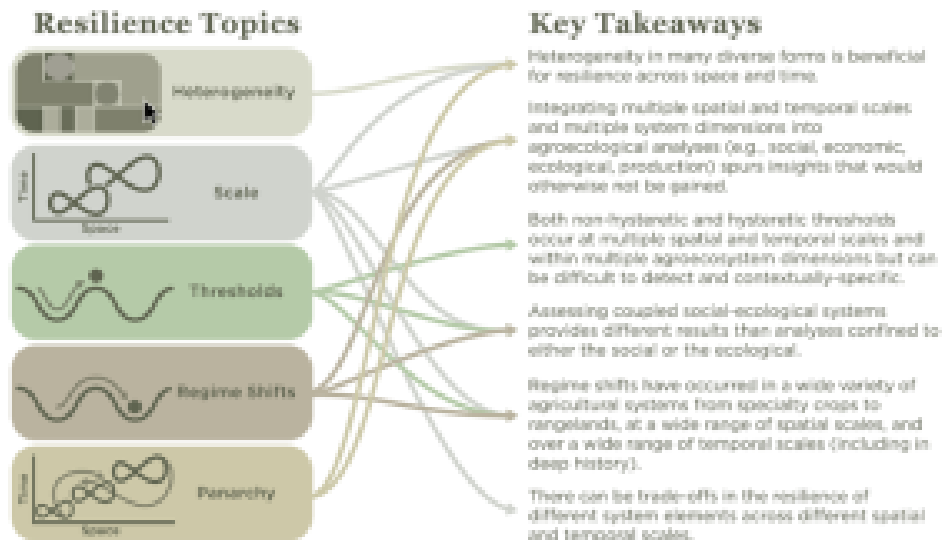 Resilience Topics
Heterogeneity
Time
Space
Scale
Thresholds
Regime Shifts
Time
Space
Panarchy
Key Takeaways
Heterogeneity in many diverse forms is beneficial
for resilience across space and time.
Integrating multiple spatial and temporal scales
and multiple system dimensions into
agroecological analyses (e.g., social, economic,
ecological, production) spurs insights that would
otherwise not be gained.
Both non-hysteretic and hysteretic thresholds
occur at multiple spatial and temporal scales and
within multiple agroecosystem dimensions but can
be difficult to detect and contextually-specific.
Assessing coupled social-ecological systems
provides different results than analyses confined to
either the social or the ecological.
Regime shifts have occurred in a wide variety of
agricultural systems from specialty crops to
rangelands, at a wide range of spatial scales, and
over a wide range of temporal scales (including in
deep history).
There can be trade-offs in the resilience of
different system elements across different spatial
and temporal scales.